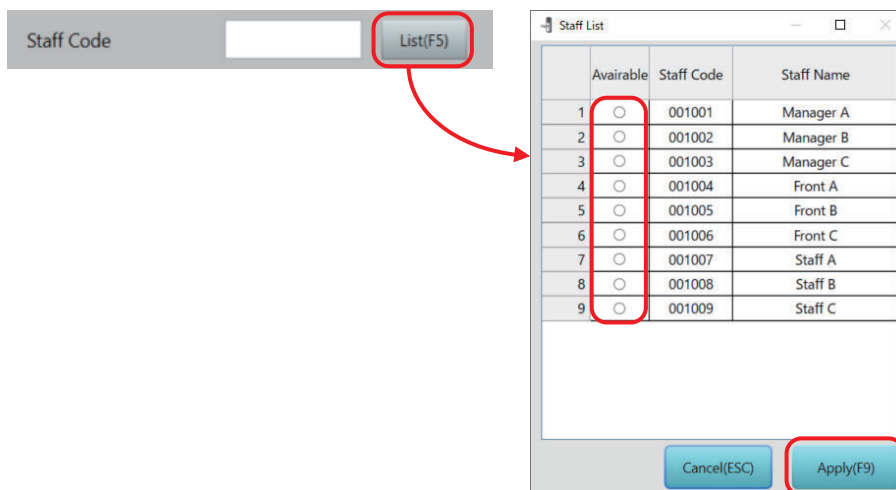 Staff Code
List(F5)
Staff List
Avairable Staff Code Staff Name
1 001001 Manager A
2 001002 Manager B
3 001003 Manager C
4 001004 Front A
5 001005 Front B
6 001006 Front C
7 001007 Staff A
8 001008 Staff B
9 001009 Staff C
Cancel(ESC) Apply(F9)